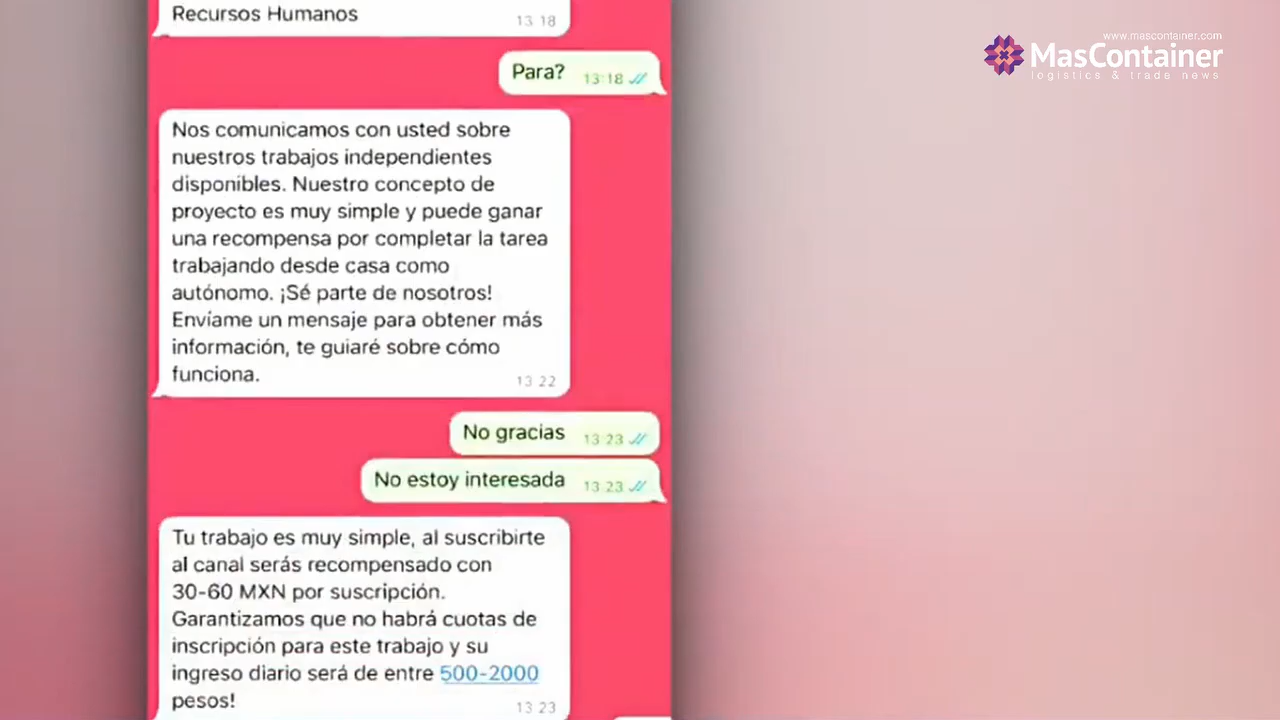 Recursos Humanos
13 18
www.mascontainer.com
MasContainer
logistics & trade news
Para?
13:18
Nos comunicamos con usted sobre
nuestros trabajos independientes
disponibles. Nuestro concepto de
proyecto es muy simple y puede ganar
una recompensa por completar la tarea
trabajando desde casa como
autónomo. ¡Sé parte de nosotros!
Envíame un mensaje para obtener más
información, te guiaré sobre cómo
funciona.
13 22
No gracias
13 23
No estoy interesada
13:23
Tu trabajo es muy simple, al suscribirte
al canal serás recompensado con
30-60 MXN por suscripción.
Garantizamos que no habrá cuotas de
inscripción para este trabajo y su
ingreso diario será de entre 500-2000
pesos!
13 23